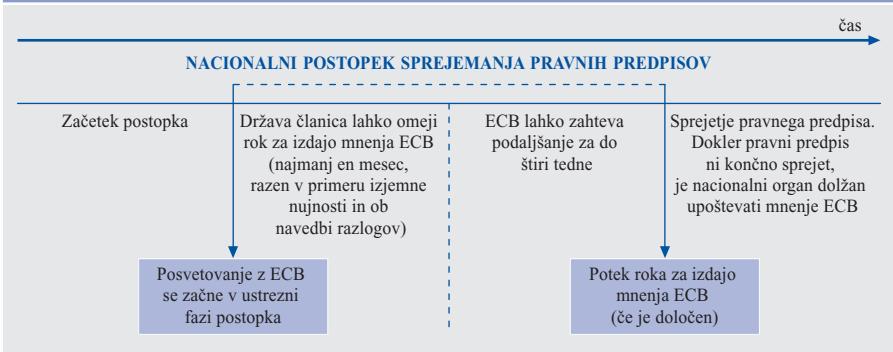 čas
NACIONALNI POSTOPEK SPREJEMANJA PRAVNIH PREDPISOV
Začetek postopka
Država članica lahko omeji
rok za izdajo mnenja ECB
(najmanj en mesec,
razen v primeru izjemne
nujnosti in ob
navedbi razlogov)
ECB lahko zahteva
podaljšanje za do
štiri tedne
Sprejetje pravnega predpisa.
Dokler pravni predpis
ni končno sprejet,
je nacionalni organ dolžan
upoštevati mnenje ECB
Posvetovanje z ECB
se začne v ustrezni
fazi postopka
Potek roka za izdajo
mnenja ECB
(če je določen)